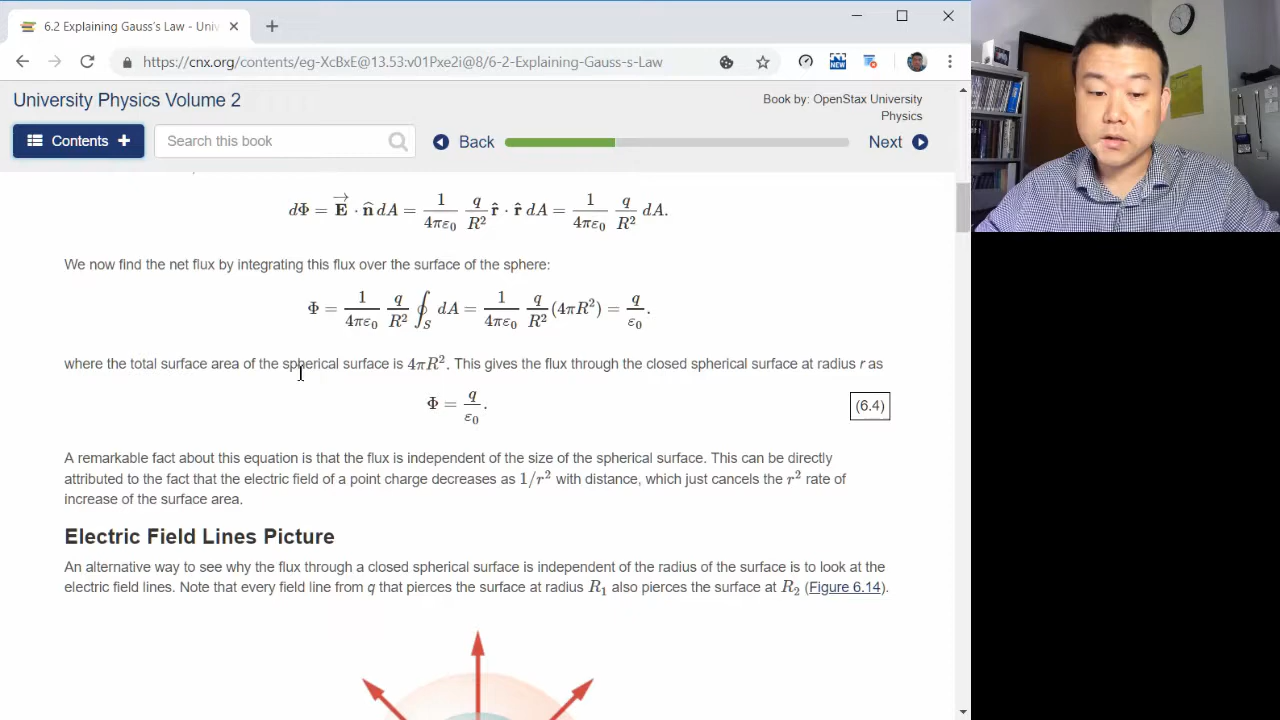 6.2 Explaining Gauss's Law - Univ
https://cnx.org/contents/eg-XcBxE@13.53:v01Pxe2i@8/6-2-Explaining-Gauss-s-Law
NEW
University Physics Volume 2
Book by: OpenStax University
Physics
Contents +
Search this book
Back
Next
dΦ = E⃗ · n̂ dA = 1/(4πε₀) q/R² r̂ · r̂ dA = 1/(4πε₀) q/R² dA.
We now find the net flux by integrating this flux over the surface of the sphere:
Φ = 1/(4πε₀) q/R² ∮_S dA = 1/(4πε₀) q/R² (4πR²) = q/ε₀.
where the total surface area of the spherical surface is 4πR². This gives the flux through the closed spherical surface at radius r as
Φ = q/ε₀.
(6.4)
A remarkable fact about this equation is that the flux is independent of the size of the spherical surface. This can be directly
attributed to the fact that the electric field of a point charge decreases as 1/r² with distance, which just cancels the r² rate of
increase of the surface area.
Electric Field Lines Picture
An alternative way to see why the flux through a closed spherical surface is independent of the radius of the surface is to look at the
electric field lines. Note that every field line from q that pierces the surface at radius R₁ also pierces the surface at R₂ (Figure 6.14).